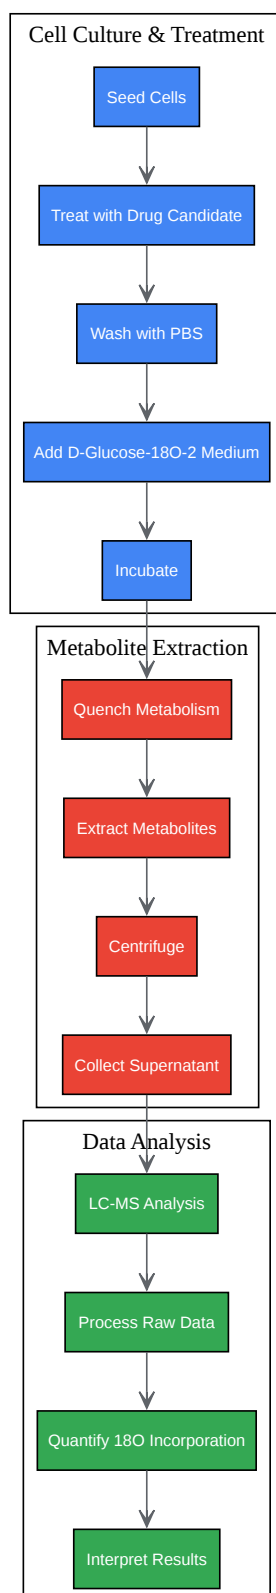 Cell Culture & Treatment
Seed Cells
Treat with Drug Candidate
Wash with PBS
Add D-Glucose-18O-2 Medium
Incubate
Metabolite Extraction
Quench Metabolism
Extract Metabolites
Centrifuge
Collect Supernatant
Data Analysis
LC-MS Analysis
Process Raw Data
Quantify 18O Incorporation
Interpret Results